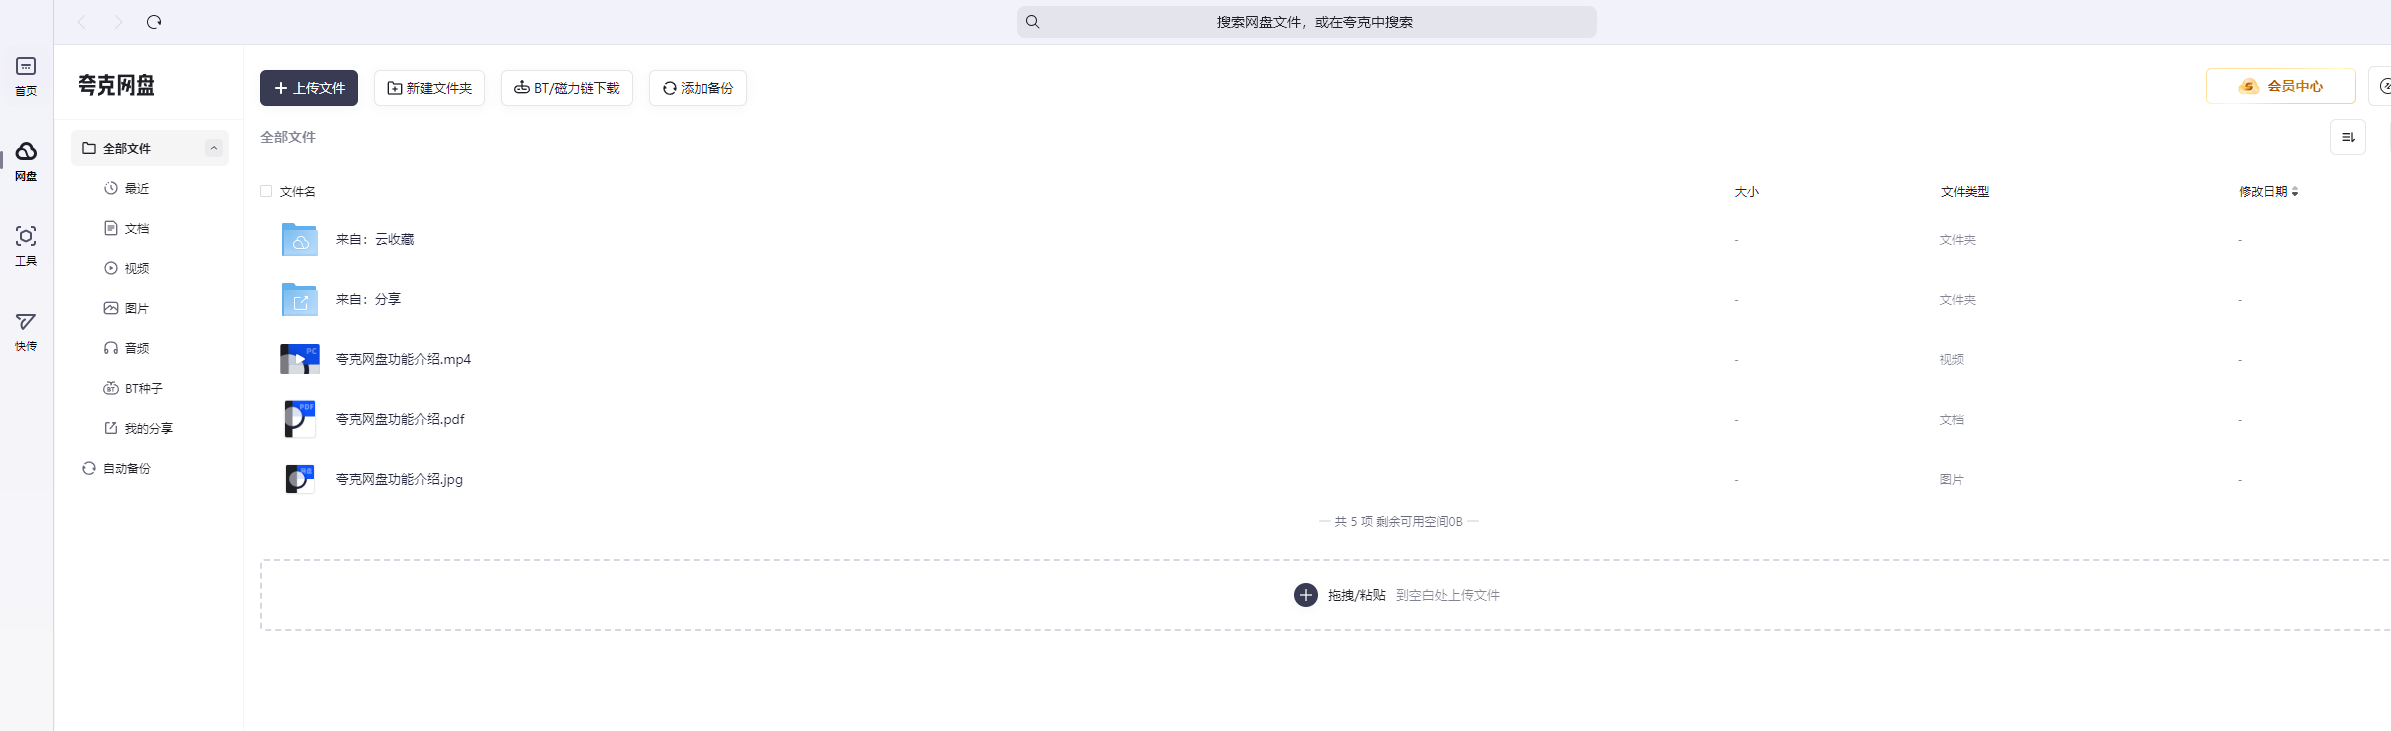 搜索网盘文件，或在夸克中搜索
首页
网盘
工具
快传
夸克网盘
全部文件
最近
文档
视频
图片
音频
BT种子
我的分享
自动备份
上传文件 新建文件夹 BT/磁力链下载 添加备份 会员中心
全部文件
文件名 大小 文件类型 修改日期
来自：云收藏 - 文件夹 -
来自：分享 - 文件夹 -
PC
夸克网盘功能介绍.mp4 - 视频 -
PDF
夸克网盘功能介绍.pdf - 文档 -
夸克网盘功能介绍.jpg - 图片 -
共 5 项 剩余可用空间0B
拖拽/粘贴 到空白处上传文件